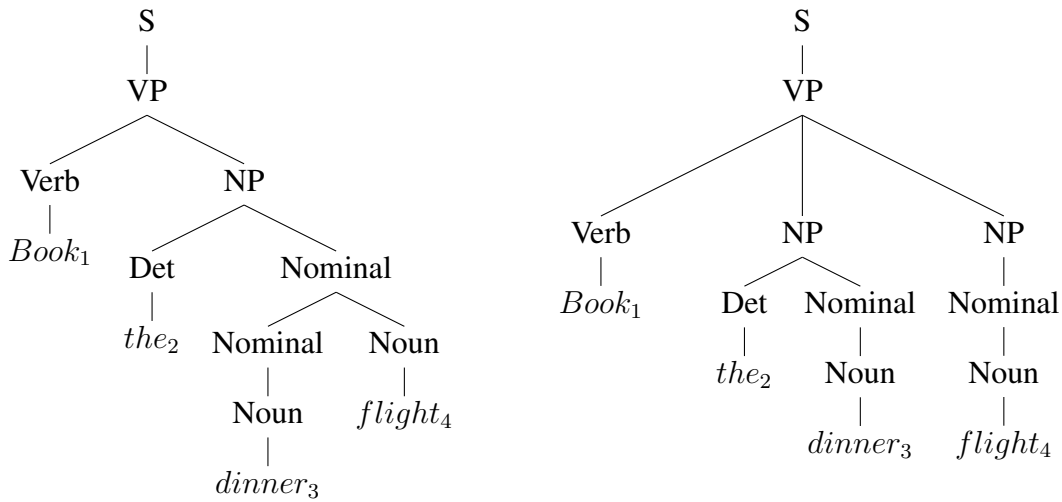 S S
VP VP
Verb NP
Verb NP NP
Book₁ Det Nominal
Book₁ Det Nominal Nominal
the₂ Nominal Noun
the₂ Noun Noun
Noun flight₄
dinner₃ flight₄
dinner₃